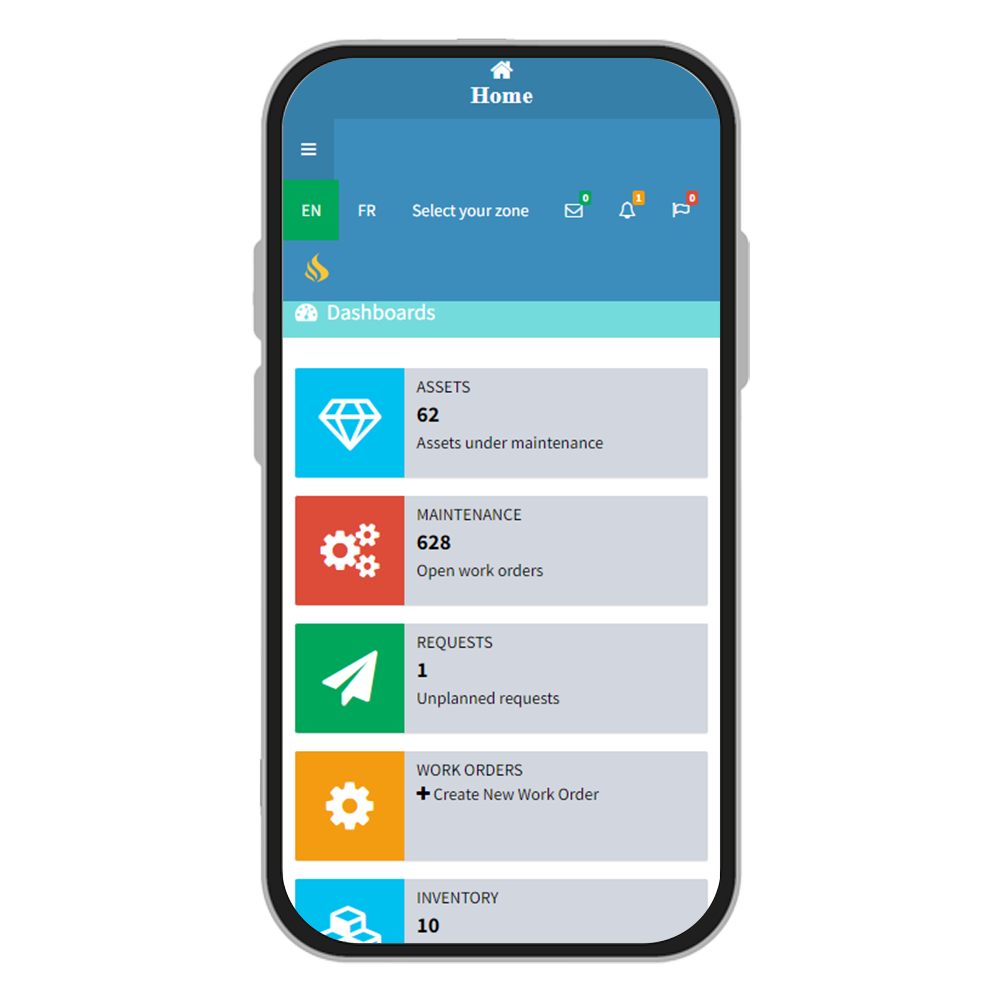 Home
EN FR Select your zone 0 1 0
Dashboards
ASSETS
62
Assets under maintenance
MAINTENANCE
628
Open work orders
REQUESTS
1
Unplanned requests
WORK ORDERS
Create New Work Order
INVENTORY
10